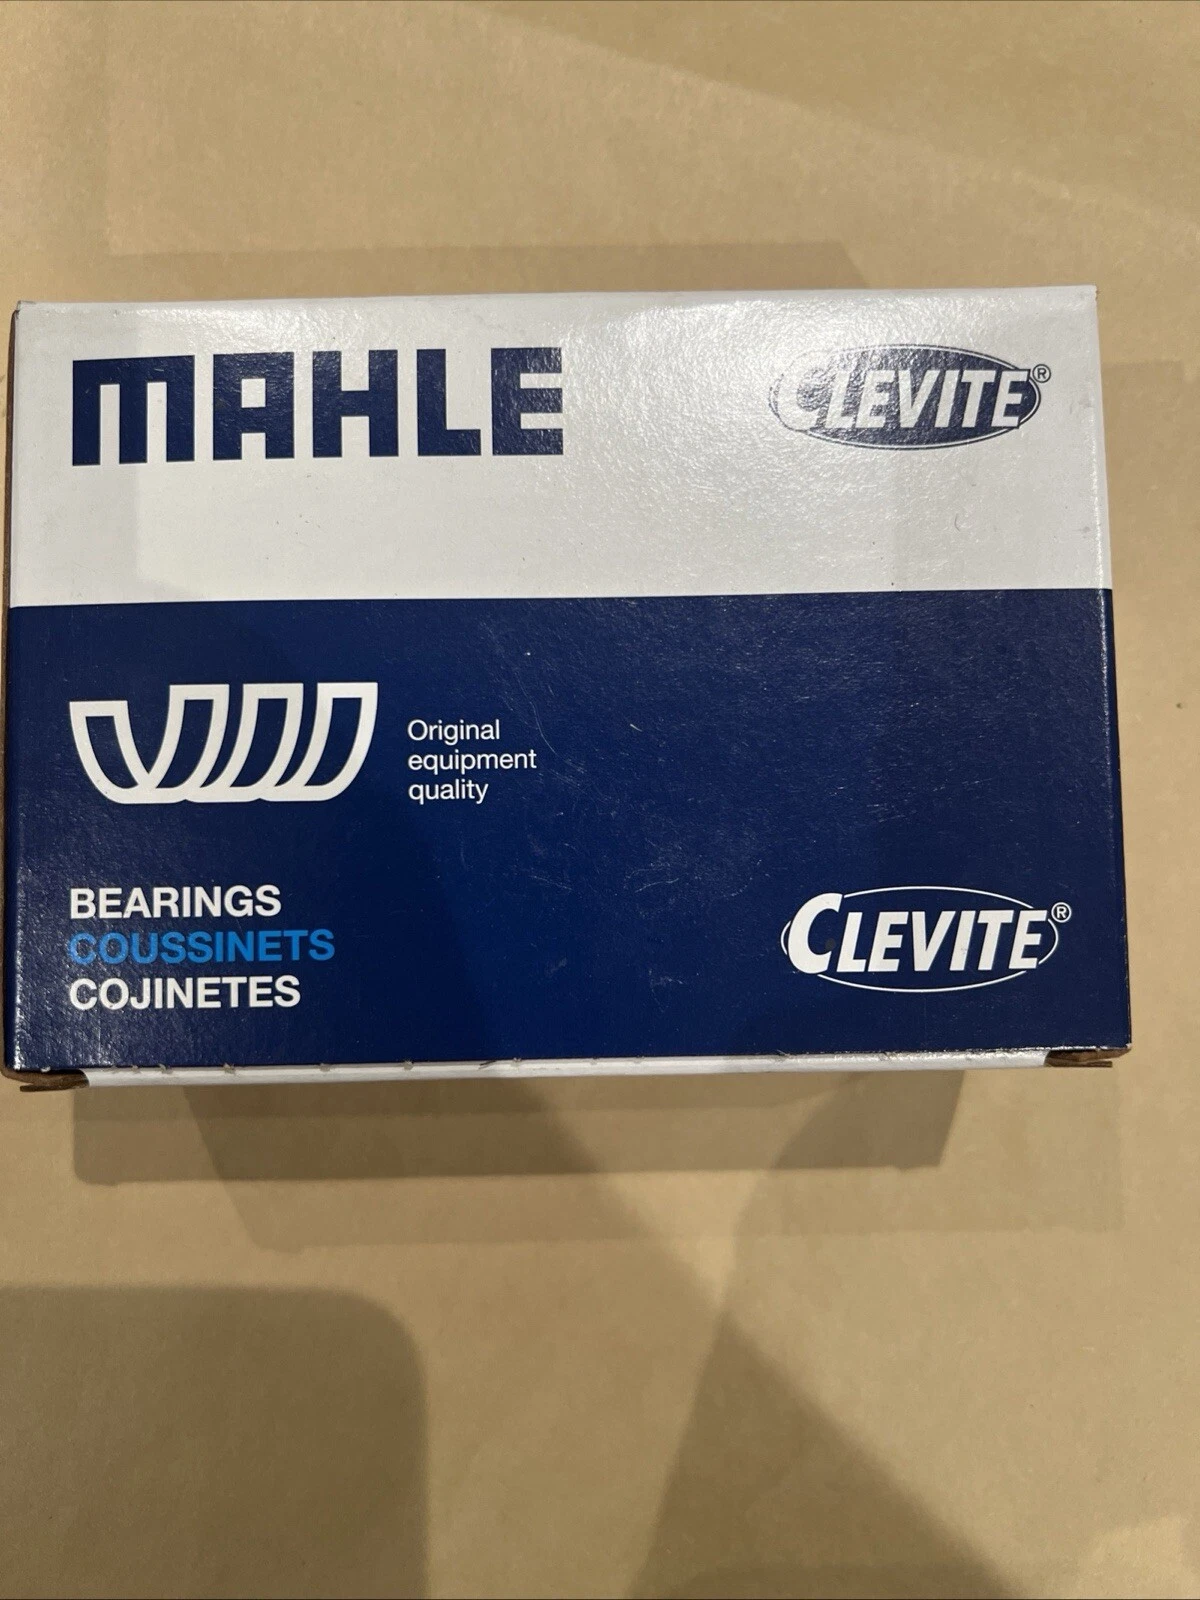 MAHLE
CLEVITE®
Original
equipment
quality
BEARINGS
COUSSINETS
COJINETES
CLEVITE®